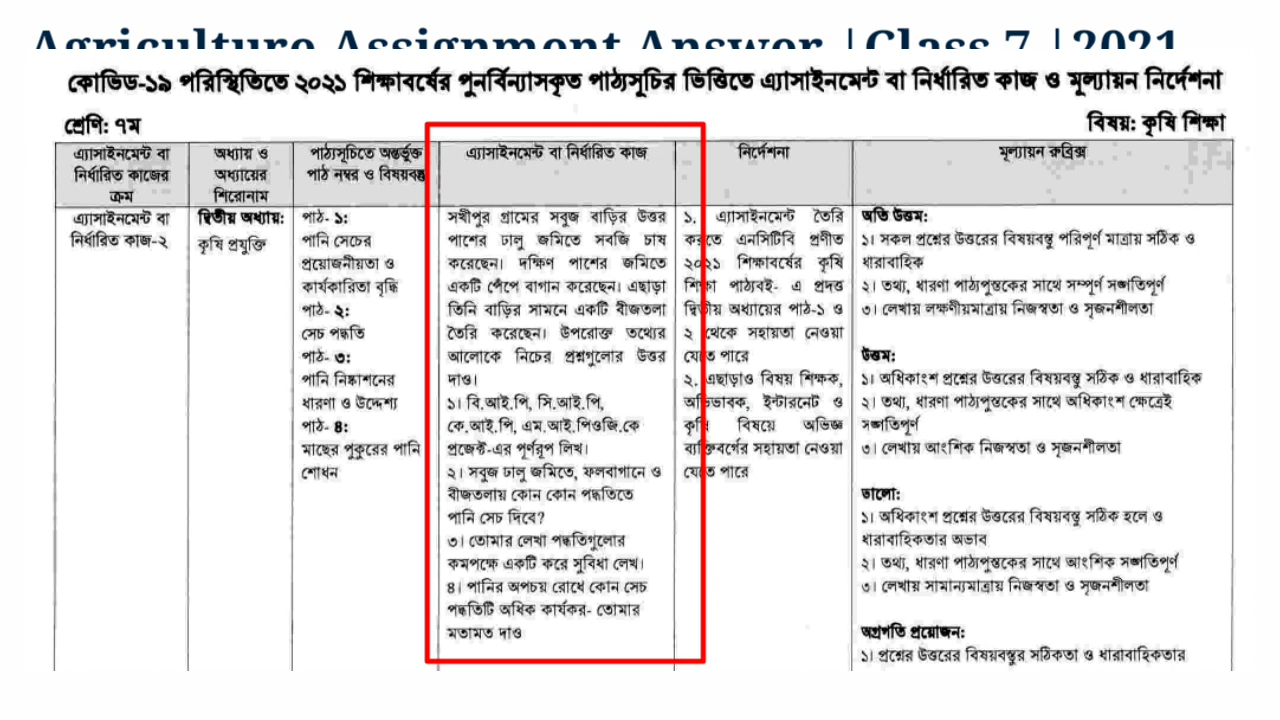 Agriculture Assignment Answer | Class 7 | 2021
কোভিড-১৯ পরিস্থিতিতে ২০২১ শিক্ষাবর্ষের পুনর্বিন্যাসকৃত পাঠ্যসূচির ভিত্তিতে এ্যাসাইনমেন্ট বা নির্ধারিত কাজ ও মূল্যায়ন নির্দেশনা
শ্রেণি: ৭ম
বিষয়: কৃষি শিক্ষা
এ্যাসাইনমেন্ট বা
নির্ধারিত কাজের
ক্রম
অধ্যায় ও
অধ্যায়ের
শিরোনাম
পাঠ্যসূচিতে অন্তর্ভুক্ত
পাঠ নম্বর ও বিষয়বস্তু
এ্যাসাইনমেন্ট বা নির্ধারিত কাজ
নির্দেশনা
মূল্যায়ন রুব্রিক্স
এ্যাসাইনমেন্ট বা
নির্ধারিত কাজ-২
দ্বিতীয় অধ্যায়:
কৃষি প্রযুক্তি
পাঠ- ১:
পানি সেচের
প্রয়োজনীয়তা ও
কার্যকারিতা বৃদ্ধি
পাঠ- ২:
সেচ পদ্ধতি
পাঠ- ৩:
পানি নিষ্কাশনের
ধারণা ও উদ্দেশ্য
পাঠ- ৪:
মাছের পুকুরের পানি
শোধন
সখীপুর গ্রামের সবুজ বাড়ির উত্তর
পাশের ঢালু জমিতে সবজি চাষ
করেছেন। দক্ষিণ পাশের জমিতে
একটি পেঁপে বাগান করেছেন। এছাড়া
তিনি বাড়ির সামনে একটি বীজতলা
তৈরি করেছেন। উপরোক্ত তথ্যের
আলোকে নিচের প্রশ্নগুলোর উত্তর
দাও।
১। বি.আই.পি, সি.আই.পি,
কে.আই.পি, এম.আই.পিওজি.কে
প্রজেক্ট-এর পূর্ণরূপ লিখ।
২। সবুজ ঢালু জমিতে, ফলবাগানে ও
বীজতলায় কোন কোন পদ্ধতিতে
পানি সেচ দিবে?
৩। তোমার লেখা পদ্ধতিগুলোর
কমপক্ষে একটি করে সুবিধা লেখ।
৪। পানির অপচয় রোধে কোন সেচ
পদ্ধতিটি অধিক কার্যকর- তোমার
মতামত দাও
১. এ্যাসাইনমেন্ট তৈরি
করতে এনসিটিবি প্রণীত
২০২১ শিক্ষাবর্ষের কৃষি
শিক্ষা পাঠ্যবই- এ প্রদত্ত
দ্বিতীয় অধ্যায়ের পাঠ-১ ও
২ থেকে সহায়তা নেওয়া
যেতে পারে
২. এছাড়াও বিষয় শিক্ষক,
অভিভাবক, ইন্টারনেট ও
কৃষি বিষয়ে অভিজ্ঞ
ব্যক্তিবর্গের সহায়তা নেওয়া
যেতে পারে
অতি উত্তম:
১। সকল প্রশ্নের উত্তরের বিষয়বস্তু পরিপূর্ণ মাত্রায় সঠিক ও
ধারাবাহিক
২। তথ্য, ধারণা পাঠ্যপুস্তকের সাথে সম্পূর্ণ সঙ্গতিপূর্ণ
৩। লেখায় লক্ষণীয়মাত্রায় নিজস্বতা ও সৃজনশীলতা
উত্তম:
১। অধিকাংশ প্রশ্নের উত্তরের বিষয়বস্তু সঠিক ও ধারাবাহিক
২। তথ্য, ধারণা পাঠ্যপুস্তকের সাথে অধিকাংশ ক্ষেত্রেই
সঙ্গতিপূর্ণ
৩। লেখায় আংশিক নিজস্বতা ও সৃজনশীলতা
ভালো:
১। অধিকাংশ প্রশ্নের উত্তরের বিষয়বস্তু সঠিক হলে ও
ধারাবাহিকতার অভাব
২। তথ্য, ধারণা পাঠ্যপুস্তকের সাথে আংশিক সঙ্গতিপূর্ণ
৩। লেখায় সামান্যমাত্রায় নিজস্বতা ও সৃজনশীলতা
অগ্রগতি প্রয়োজন:
১। প্রশ্নের উত্তরের বিষয়বস্তুর সঠিকতা ও ধারাবাহিকতার